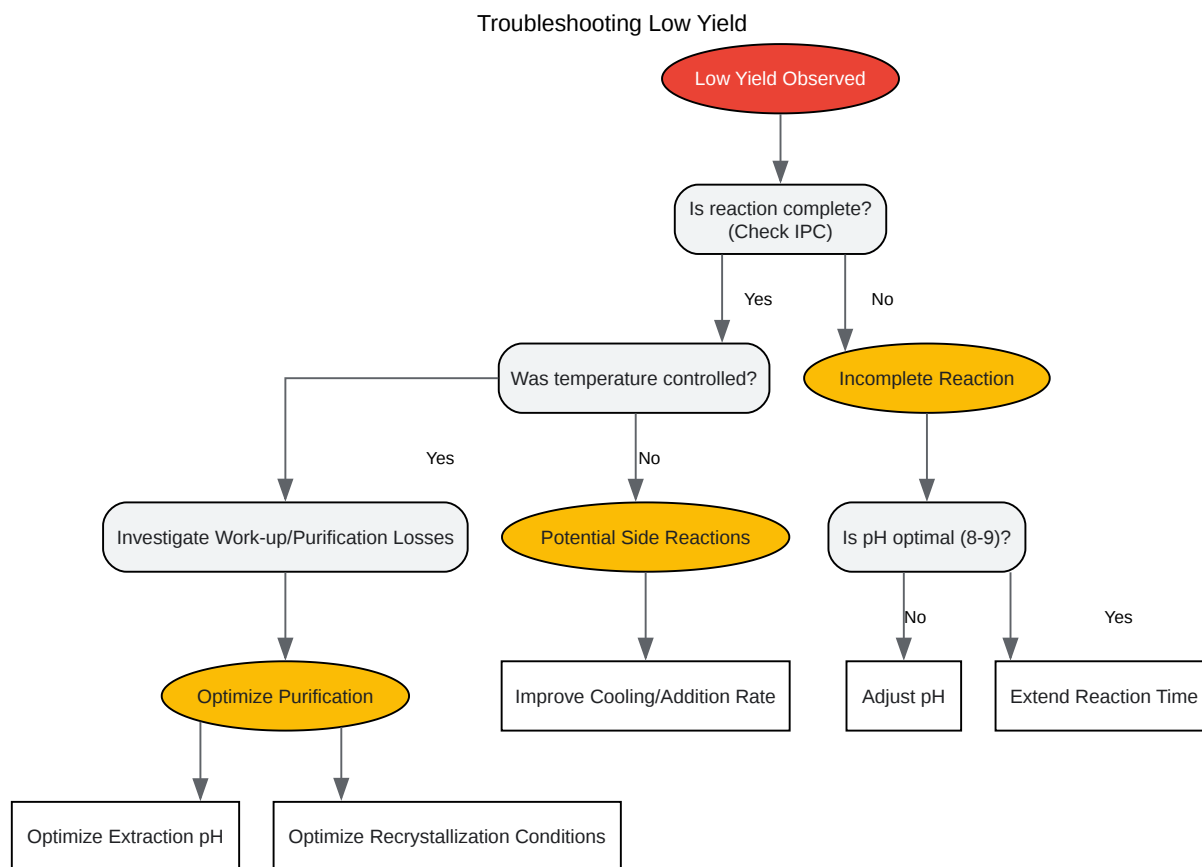 Troubleshooting Low Yield
Low Yield Observed
Is reaction complete?
(Check IPC)
Yes
No
Was temperature controlled?
Incomplete Reaction
Yes
No
Investigate Work-up/Purification Losses
Potential Side Reactions
Is pH optimal (8-9)?
No
Yes
Optimize Purification
Improve Cooling/Addition Rate
Adjust pH
Extend Reaction Time
Optimize Extraction pH
Optimize Recrystallization Conditions